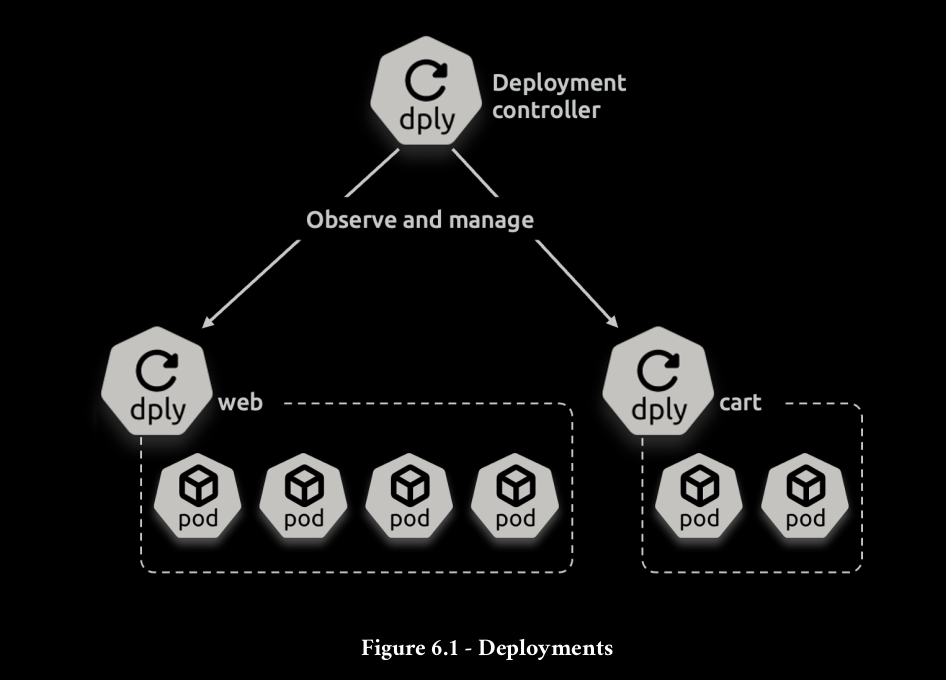 dply
Deployment
controller
Observe and manage
dply
web
dply
cart
pod
pod
pod
pod
pod
pod
Figure 6.1 - Deployments